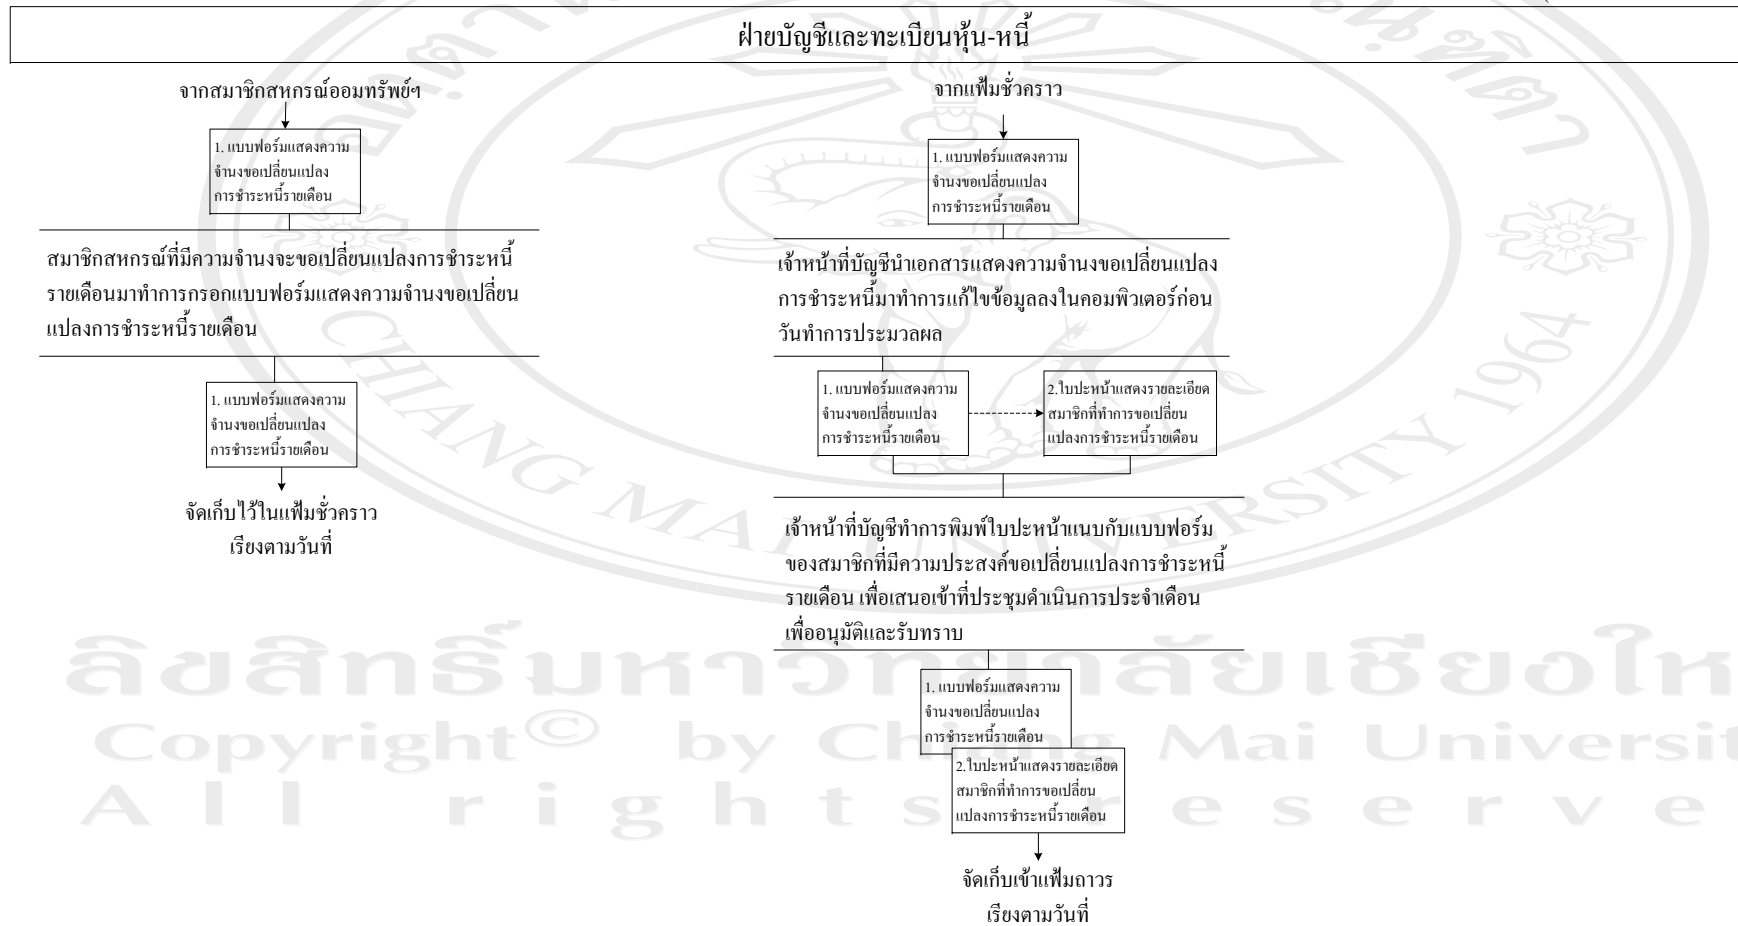 ฝ่ายบัญชีและทะเบียนหุ้น-หนี้
จากสมาชิกสหกรณ์ออมทรัพย์ฯ
1. แบบฟอร์มแสดงความ
จำนงขอเปลี่ยนแปลง
การชำระหนี้รายเดือน
สมาชิกสหกรณ์ที่มีความจำนงจะขอเปลี่ยนแปลงการชำระหนี้
รายเดือนมาทำการกรอกแบบฟอร์มแสดงความจำนงขอเปลี่ยน
แปลงการชำระหนี้รายเดือน
1. แบบฟอร์มแสดงความ
จำนงขอเปลี่ยนแปลง
การชำระหนี้รายเดือน
จัดเก็บไว้ในแฟ้มชั่วคราว
เรียงตามวันที่
จากแฟ้มชั่วคราว
1. แบบฟอร์มแสดงความ
จำนงขอเปลี่ยนแปลง
การชำระหนี้รายเดือน
เจ้าหน้าที่บัญชีนำเอกสารแสดงความจำนงขอเปลี่ยนแปลง
การชำระหนี้มาทำการแก้ไขข้อมูลลงในคอมพิวเตอร์ก่อน
วันทำการประมวลผล
1. แบบฟอร์มแสดงความ
จำนงขอเปลี่ยนแปลง
การชำระหนี้รายเดือน
2.ใบปะหน้าแสดงรายละเอียด
สมาชิกที่ทำการขอเปลี่ยน
แปลงการชำระหนี้รายเดือน
เจ้าหน้าที่บัญชีทำการพิมพ์ใบปะหน้าแนบกับแบบฟอร์ม
ของสมาชิกที่มีความประสงค์ขอเปลี่ยนแปลงการชำระหนี้
รายเดือน เพื่อเสนอเข้าที่ประชุมดำเนินการประจำเดือน
เพื่ออนุมัติและรับทราบ
1. แบบฟอร์มแสดงความ
จำนงขอเปลี่ยนแปลง
การชำระหนี้รายเดือน
2.ใบปะหน้าแสดงรายละเอียด
สมาชิกที่ทำการขอเปลี่ยน
แปลงการชำระหนี้รายเดือน
จัดเก็บเข้าแฟ้มถาวร
เรียงตามวันที่
CHIANG MAI UNIVERSITY 1964
ลิขสิทธิ์มหาวิทยาลัยเชียงให
Copyright© by Chiang Mai Universit
All rights reserve